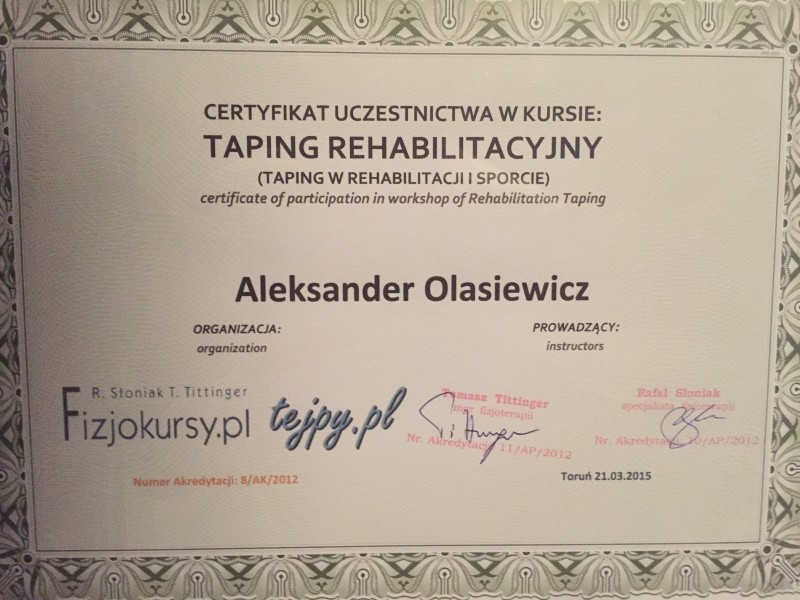 CERTYFIKAT UCZESTNICTWA W KURSIE:
TAPING REHABILITACYJNY
(TAPING W REHABILITACJI I SPORCIE)
certificate of participation in workshop of Rehabilitation Taping
Aleksander Olasiewicz
ORGANIZACJA:
organization
PROWADZĄCY:
instructors
R. Słoniak T. Tittinger
Fizjokursy.pl
tejpy.pl
Tomasz Tittinger
mgr fizjoterapii
Nr. Akredytacji 11/AP/2012
Rafał Słoniak
specjalista fizjoterapii
Nr. Akredytacji 10/AP/2012
Numer Akredytacji: 8/AK/2012
Toruń 21.03.2015